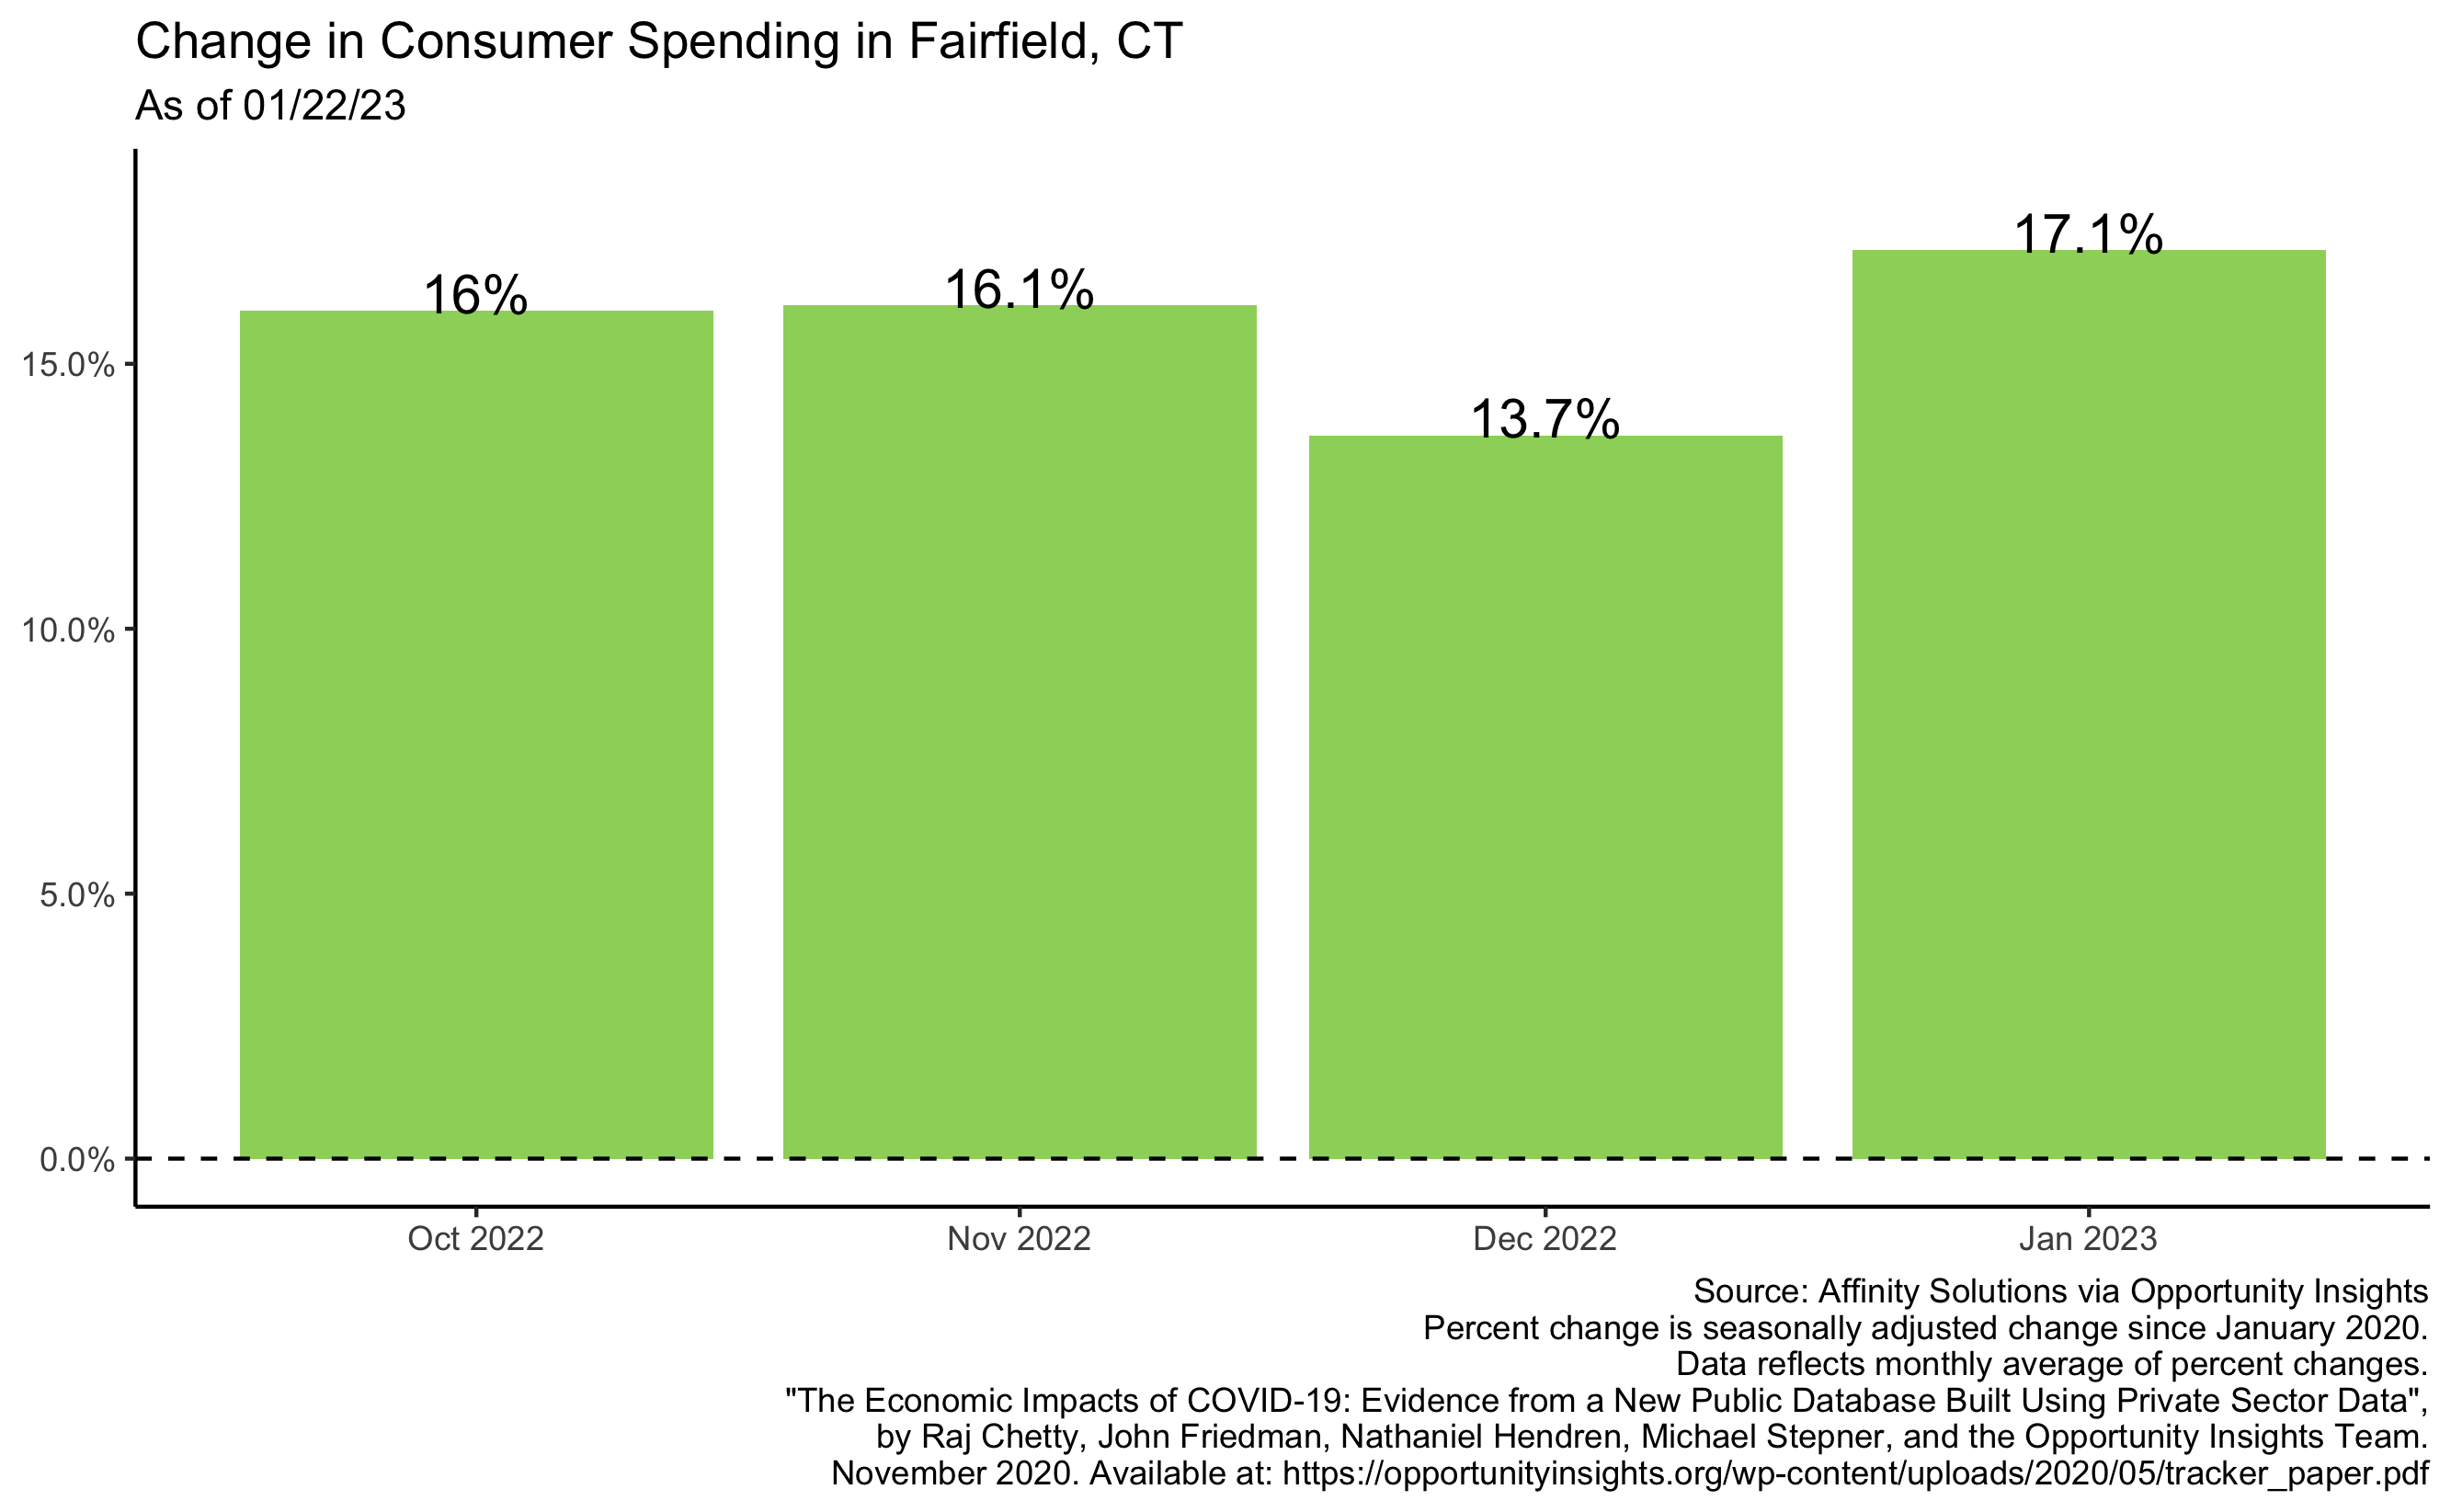 Change in Consumer Spending in Fairfield, CT
As of 01/22/23
17.1%
16.1%
16%
13.7%
15.0%
10.0%
5.0%
0.0%
Oct 2022
Nov 2022
Dec 2022
Jan 2023
Source: Affinity Solutions via Opportunity Insights
Percent change is seasonally adjusted change since January 2020.
Data reflects monthly average of percent changes.
"The Economic Impacts of COVID-19: Evidence from a New Public Database Built Using Private Sector Data",
by Raj Chetty, John Friedman, Nathaniel Hendren, Michael Stepner, and the Opportunity Insights Team.
November 2020. Available at: https://opportunityinsights.org/wp-content/uploads/2020/05/tracker_paper.pdf